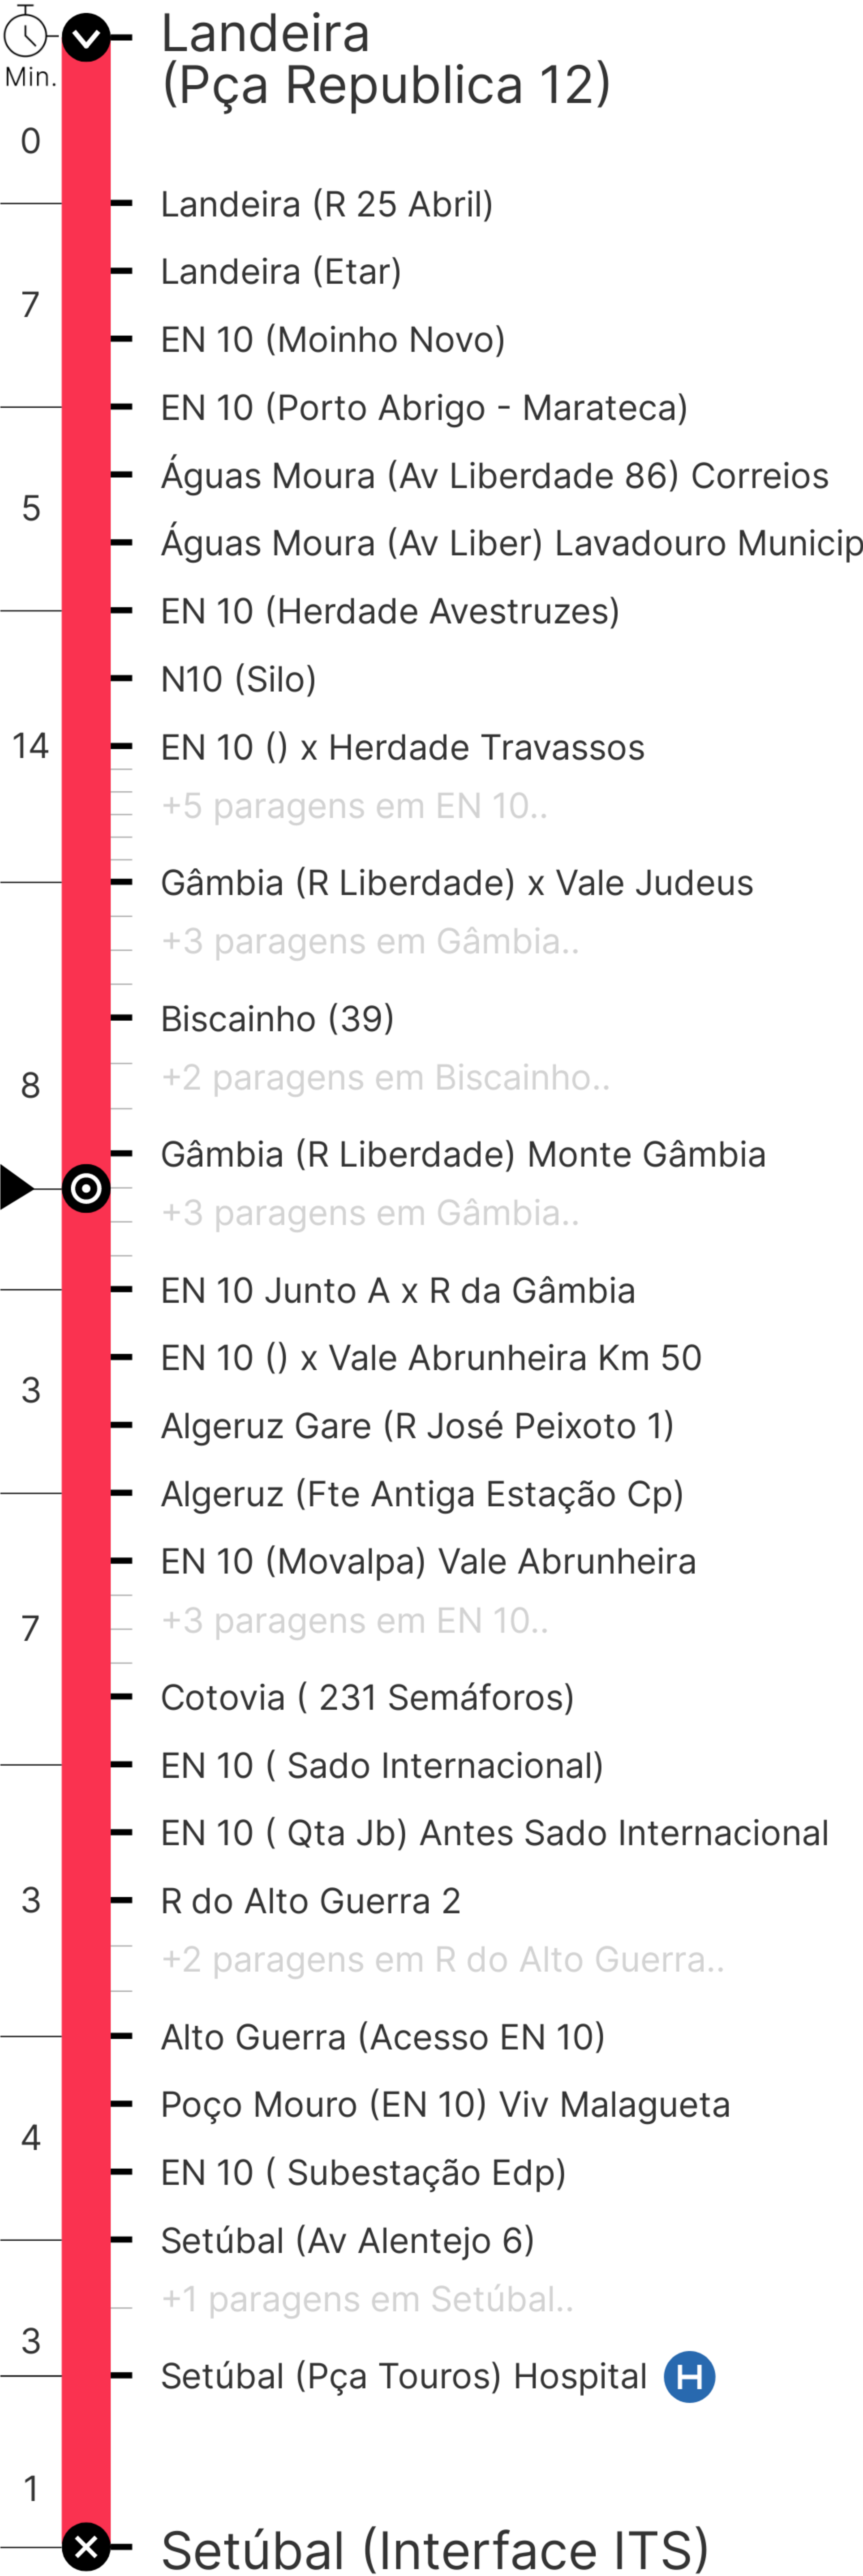 Landeira
(Pça Republica 12)
Min.
0
Landeira (R 25 Abril)
Landeira (Etar)
7
EN 10 (Moinho Novo)
EN 10 (Porto Abrigo - Marateca)
Águas Moura (Av Liberdade 86) Correios
5
Águas Moura (Av Liber) Lavadouro Municip
EN 10 (Herdade Avestruzes)
N10 (Silo)
14
EN 10 () x Herdade Travassos
+5 paragens em EN 10..
Gâmbia (R Liberdade) x Vale Judeus
+3 paragens em Gâmbia..
Biscainho (39)
+2 paragens em Biscainho..
8
Gâmbia (R Liberdade) Monte Gâmbia
+3 paragens em Gâmbia..
EN 10 Junto A x R da Gâmbia
EN 10 () x Vale Abrunheira Km 50
3
Algeruz Gare (R José Peixoto 1)
Algeruz (Fte Antiga Estação Cp)
EN 10 (Movalpa) Vale Abrunheira
+3 paragens em EN 10..
7
Cotovia ( 231 Semáforos)
EN 10 ( Sado Internacional)
EN 10 ( Qta Jb) Antes Sado Internacional
3
R do Alto Guerra 2
+2 paragens em R do Alto Guerra..
Alto Guerra (Acesso EN 10)
Poço Mouro (EN 10) Viv Malagueta
4
EN 10 ( Subestação Edp)
Setúbal (Av Alentejo 6)
+1 paragens em Setúbal..
3
Setúbal (Pça Touros) Hospital H
1
Setúbal (Interface ITS)